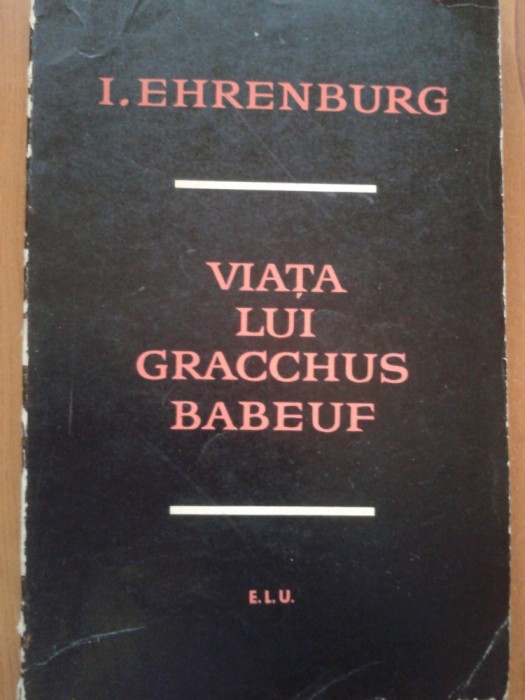 I. EHRENBURG
VIAȚA
LUI
GRACCHUS
BABEUF
E.L.U.